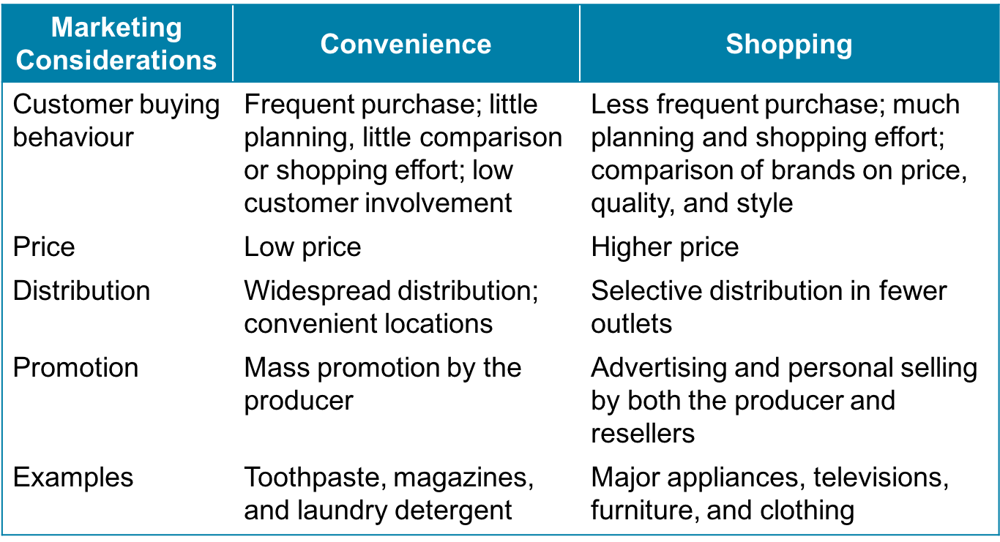 Marketing
Considerations
Convenience
Shopping
Customer buying
behaviour
Frequent purchase; little
planning, little comparison
or shopping effort; low
customer involvement
Less frequent purchase; much
planning and shopping effort;
comparison of brands on price,
quality, and style
Price
Low price
Higher price
Distribution
Widespread distribution;
convenient locations
Selective distribution in fewer
outlets
Promotion
Mass promotion by the
producer
Advertising and personal selling
by both the producer and
resellers
Examples
Toothpaste, magazines,
and laundry detergent
Major appliances, televisions,
furniture, and clothing